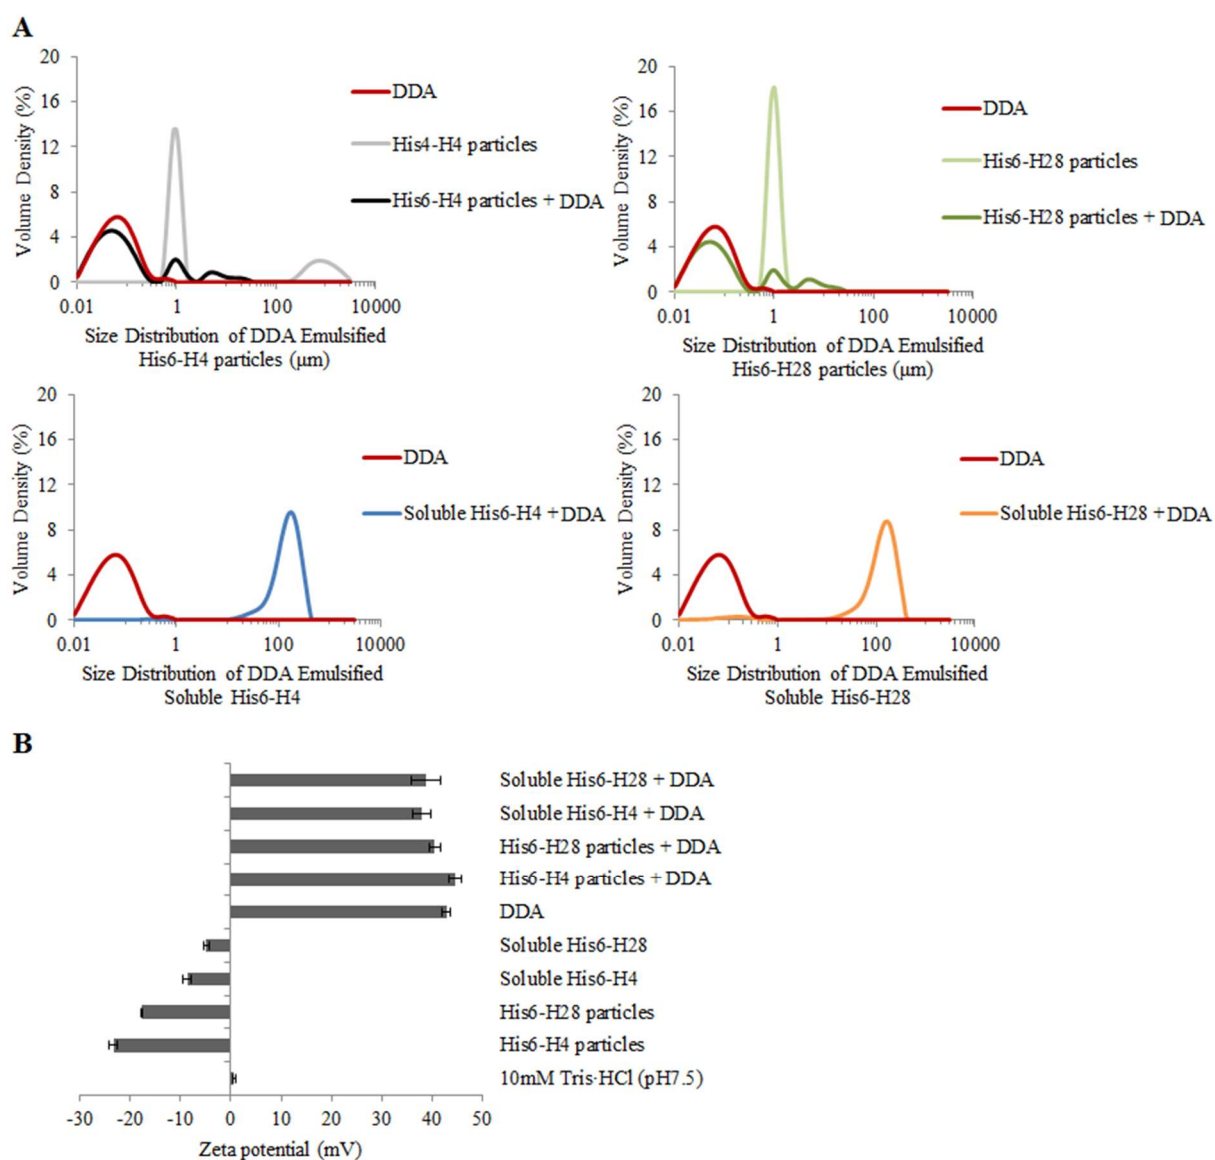 A
20
16
12
8
4
0
Volume Density (%)
DDA
His4-H4 particles
His6-H4 particles + DDA
0.01 1 100 10000
Size Distribution of DDA Emulsified
His6-H4 particles (µm)
20
16
12
8
4
0
Volume Density (%)
DDA
His6-H28 particles
His6-H28 particles + DDA
0.01 1 100 10000
Size Distribution of DDA Emulsified
His6-H28 particles (µm)
20
16
12
8
4
0
Volume Density (%)
DDA
Soluble His6-H4 + DDA
0.01 1 100 10000
Size Distribution of DDA Emulsified
Soluble His6-H4
20
16
12
8
4
0
Volume Density (%)
DDA
Soluble His6-H28 + DDA
0.01 1 100 10000
Size Distribution of DDA Emulsified
Soluble His6-H28
B
Soluble His6-H28 + DDA
Soluble His6-H4 + DDA
His6-H28 particles + DDA
His6-H4 particles + DDA
DDA
Soluble His6-H28
Soluble His6-H4
His6-H28 particles
His6-H4 particles
10mM Tris·HCl (pH7.5)
-30 -20 -10 0 10 20 30 40 50
Zeta potential (mV)